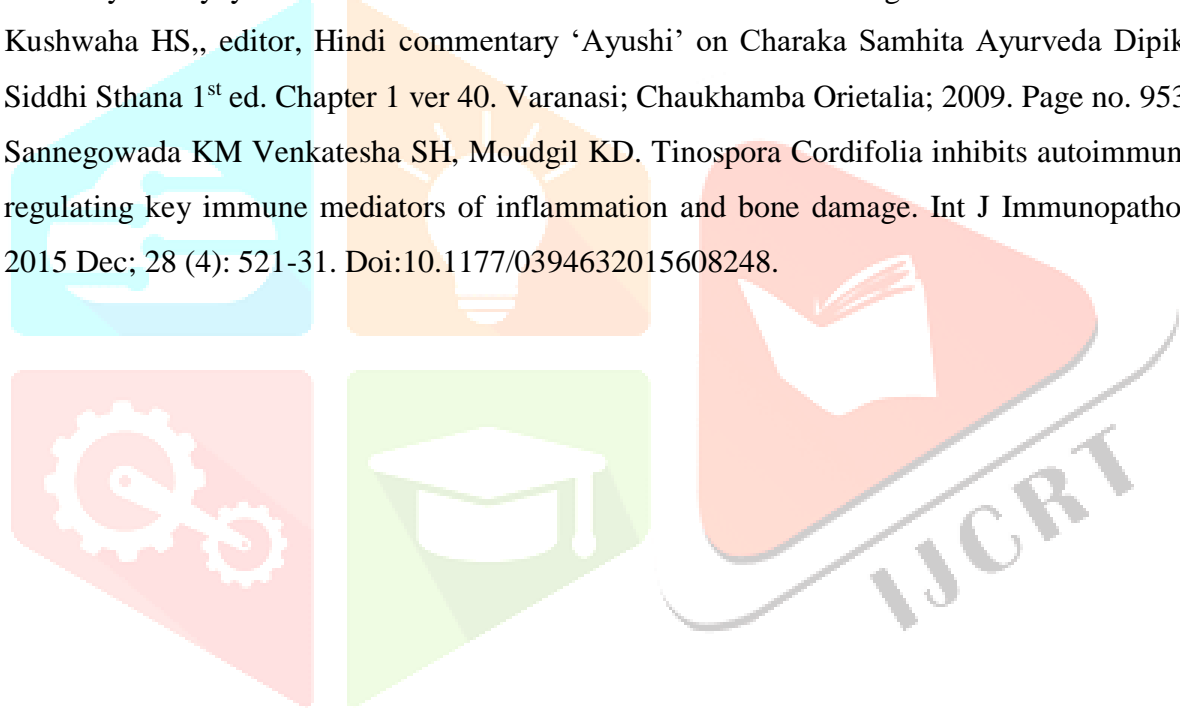 Kushwaha HS,, editor, Hindi commentary ‘Ayushi’ on Charaka Samhita Ayurveda Dipik
Siddhi Sthana 1st ed. Chapter 1 ver 40. Varanasi; Chaukhamba Orietalia; 2009. Page no. 953
Sannegowada KM Venkatesha SH, Moudgil KD. Tinospora Cordifolia inhibits autoimmun
regulating key immune mediators of inflammation and bone damage. Int J Immunopatho
2015 Dec; 28 (4): 521-31. Doi:10.1177/0394632015608248.
IJCRT